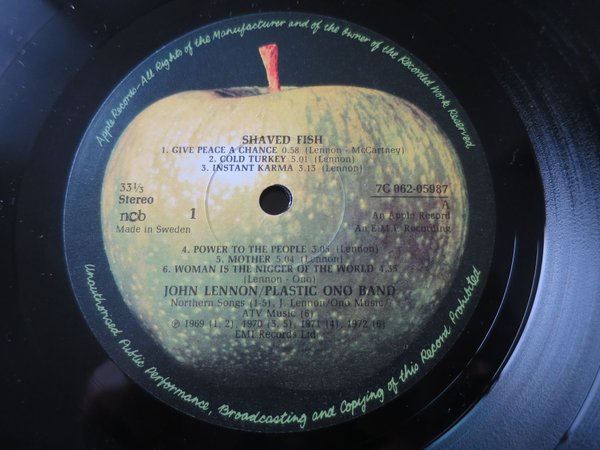 Apple Records-All Rights of the Manufacturer and of the Owner of the Recorded Work Reserved.
SHAVED FISH
1. GIVE PEACE A CHANCE 0.58 (Lennon - McCartney)
2. COLD TURKEY 5.01 (Lennon)
3. INSTANT KARMA 3.13 (Lennon)
33⅓
Stereo
ncb 1
Made in Sweden
7C 062-05987
A
An Apple Record
An E.M.I. Recording
4. POWER TO THE PEOPLE 3.05 (Lennon)
5. MOTHER 5.04 (Lennon)
6. WOMAN IS THE NIGGER OF THE WORLD 4.35
(Lennon - Ono)
JOHN LENNON/PLASTIC ONO BAND
Northern Songs (1-5), J. Lennon/Ono Music/
ATV Music (6)
℗ 1969 (1, 2), 1970 (3, 5), 1971 (4), 1972 (6)
EMI Records Ltd
Unauthorised Public Performance, Broadcasting and Copying of this Record Prohibited